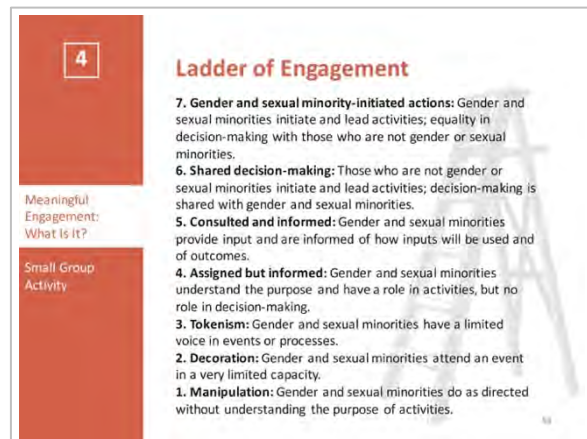 4
Meaningful
Engagement:
What Is It?
Small Group
Activity
Ladder of Engagement
7. Gender and sexual minority-initiated actions: Gender and
sexual minorities initiate and lead activities; equality in
decision-making with those who are not gender or sexual
minorities.
6. Shared decision-making: Those who are not gender or
sexual minorities initiate and lead activities; decision-making is
shared with gender and sexual minorities.
5. Consulted and informed: Gender and sexual minorities
provide input and are informed of how inputs will be used and
of outcomes.
4. Assigned but informed: Gender and sexual minorities
understand the purpose and have a role in activities, but no
role in decision-making.
3. Tokenism: Gender and sexual minorities have a limited
voice in events or processes.
2. Decoration: Gender and sexual minorities attend an event
in a very limited capacity.
1. Manipulation: Gender and sexual minorities do as directed
without understanding the purpose of activities.